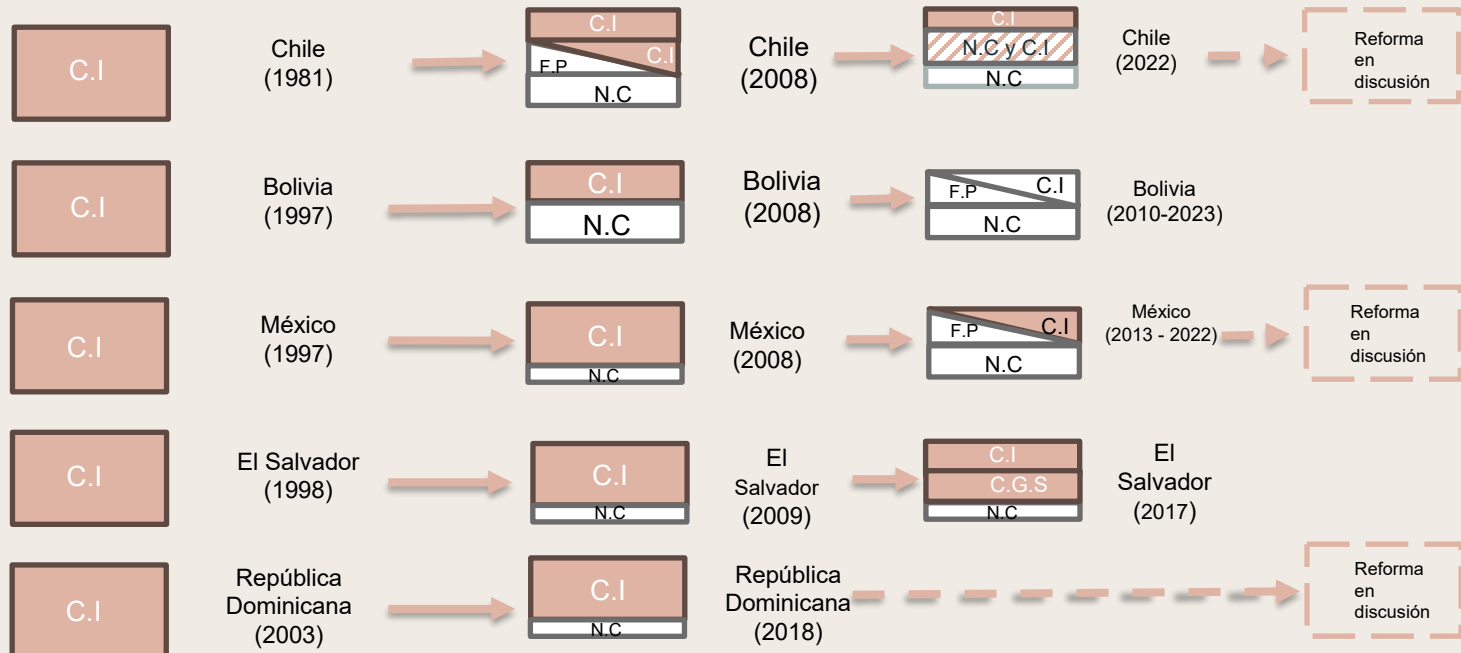 C.I
Chile
(1981)
C.I
C.I
F.P
N.C
Chile
(2008)
C.I
N.C y C.I
N.C
Chile
(2022)
Reforma
en
discusión
C.I
Bolivia
(1997)
C.I
N.C
Bolivia
(2008)
C.I
F.P
N.C
Bolivia
(2010-2023)
C.I
México
(1997)
C.I
N.C
México
(2008)
C.I
F.P
N.C
México
(2013 - 2022)
Reforma
en
discusión
C.I
El Salvador
(1998)
C.I
N.C
El
Salvador
(2009)
C.I
C.G.S
N.C
El
Salvador
(2017)
C.I
República
Dominicana
(2003)
C.I
N.C
República
Dominicana
(2018)
Reforma
en
discusión